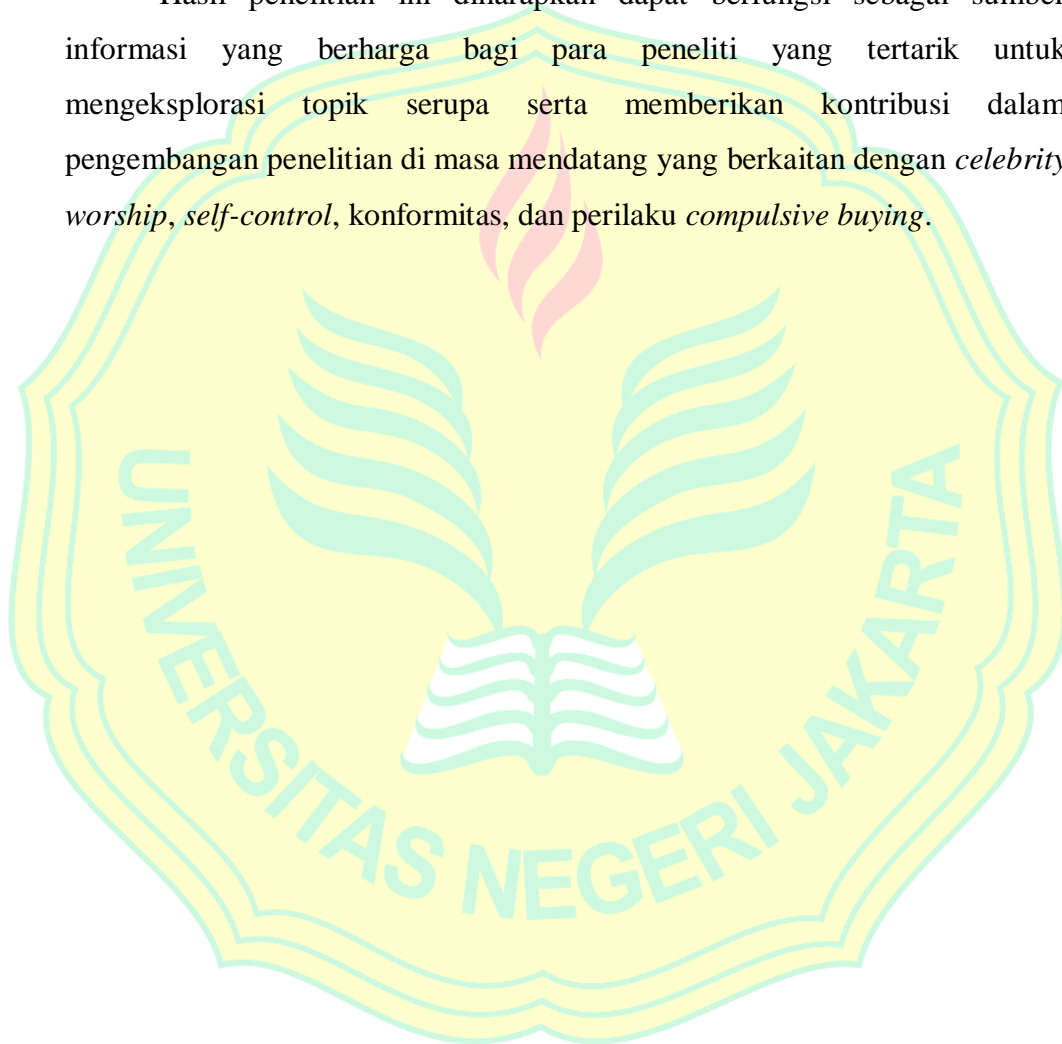 Hasil penelitian ini diharapkan dapat berfungsi sebagai sumber
informasi yang berharga bagi para peneliti yang tertarik untuk
mengeksplorasi topik serupa serta memberikan kontribusi dalam
pengembangan penelitian di masa mendatang yang berkaitan dengan celebrity
worship, self-control, konformitas, dan perilaku compulsive buying.
UNIVERSITAS NEGERI JAKARTA